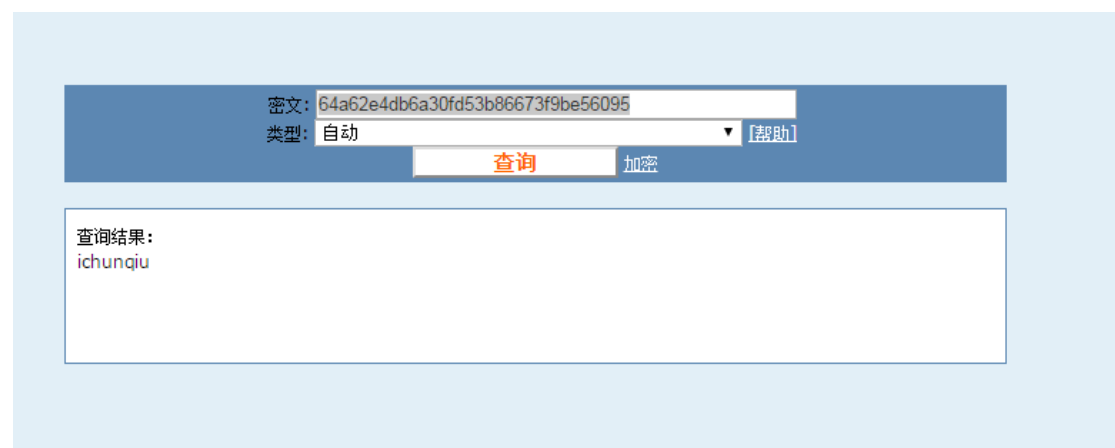 密文: 64a62e4db6a30fd53b86673f9be56095
类型: 自动 ▼ [帮助]
查询 加密
查询结果:
ichunqiu